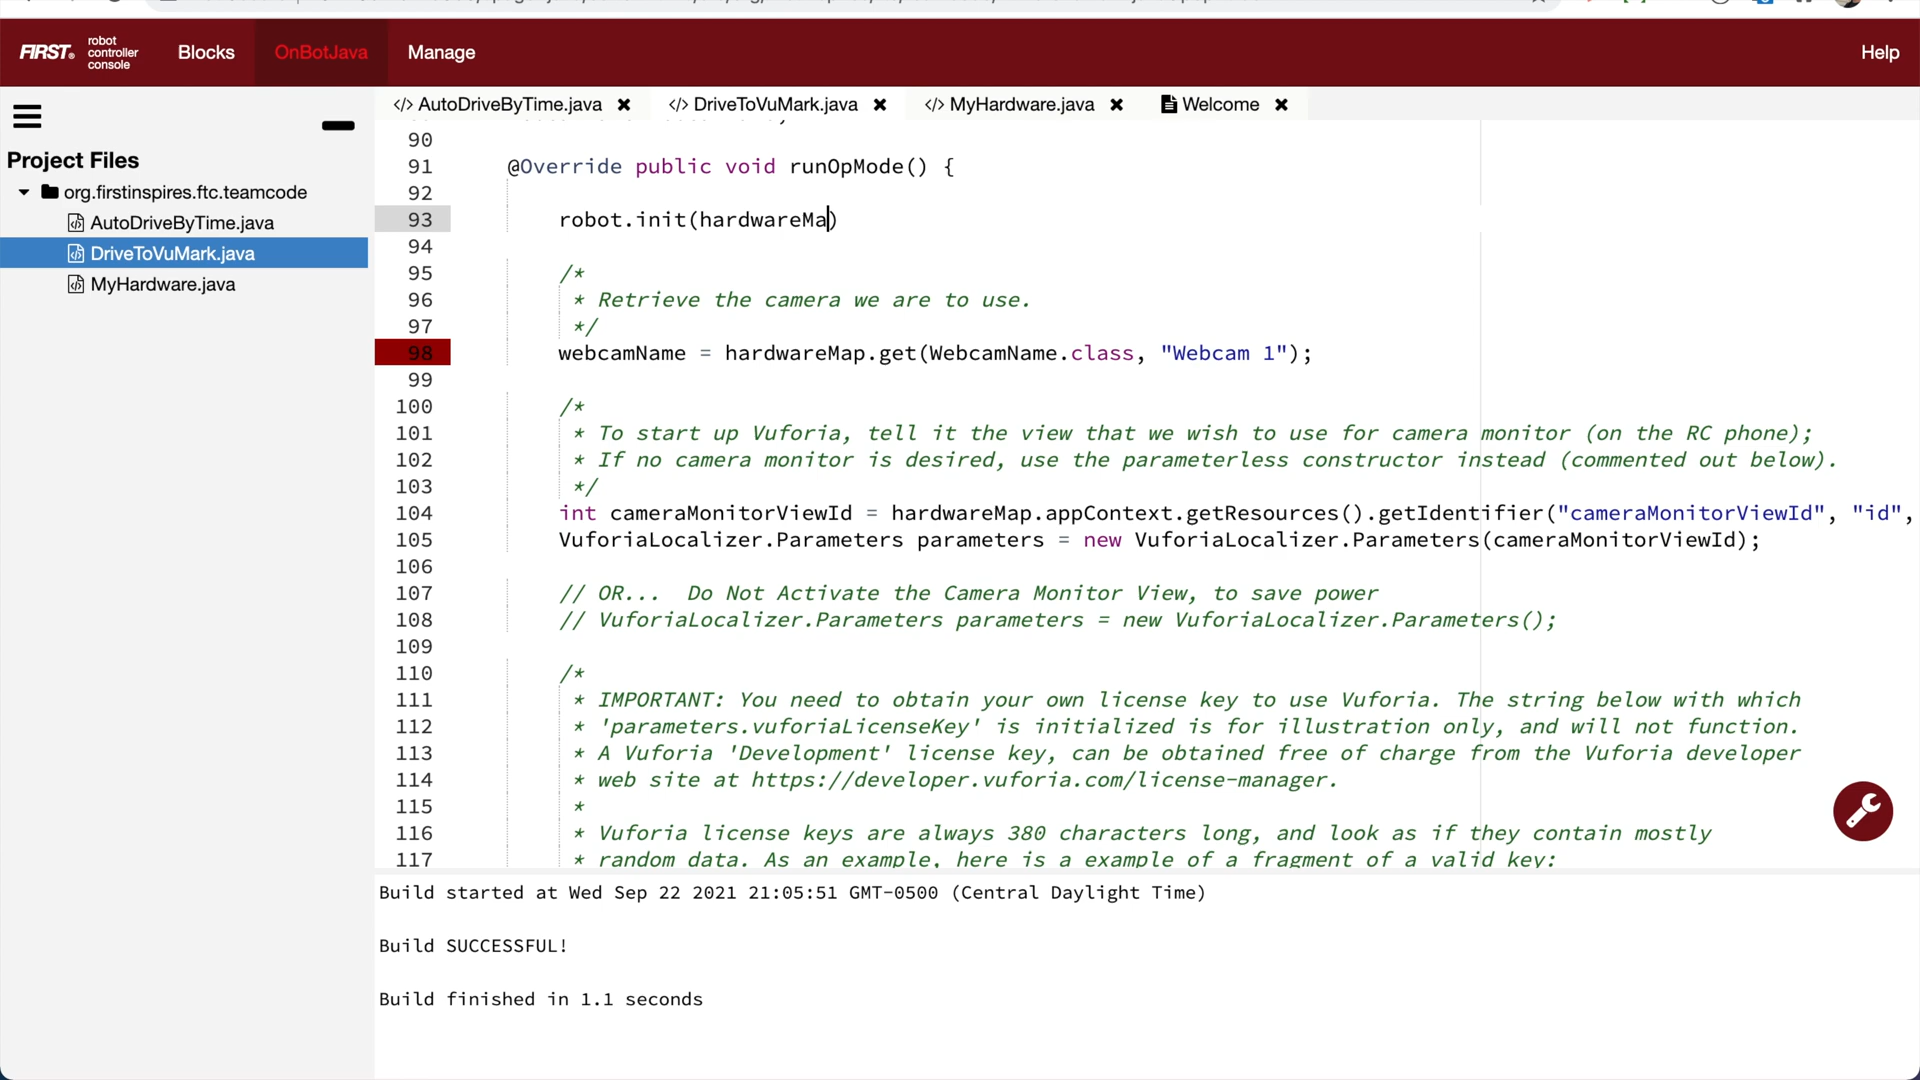 FIRST® robot controller console Blocks OnBotJava Manage Help
Project Files
org.firstinspires.ftc.teamcode
AutoDriveByTime.java
DriveToVuMark.java
MyHardware.java
</> AutoDriveByTime.java ✖ </> DriveToVuMark.java ✖ </> MyHardware.java ✖ Welcome ✖
90
91 @Override public void runOpMode() {
92
93 robot.init(hardwareMa)
94
95 /*
96 * Retrieve the camera we are to use.
97 */
98 webcamName = hardwareMap.get(WebcamName.class, "Webcam 1");
99
100 /*
101 * To start up Vuforia, tell it the view that we wish to use for camera monitor (on the RC phone);
102 * If no camera monitor is desired, use the parameterless constructor instead (commented out below).
103 */
104 int cameraMonitorViewId = hardwareMap.appContext.getResources().getIdentifier("cameraMonitorViewId", "id",
105 VuforiaLocalizer.Parameters parameters = new VuforiaLocalizer.Parameters(cameraMonitorViewId);
106
107 // OR... Do Not Activate the Camera Monitor View, to save power
108 // VuforiaLocalizer.Parameters parameters = new VuforiaLocalizer.Parameters();
109
110 /*
111 * IMPORTANT: You need to obtain your own license key to use Vuforia. The string below with which
112 * 'parameters.vuforiaLicenseKey' is initialized is for illustration only, and will not function.
113 * A Vuforia 'Development' license key, can be obtained free of charge from the Vuforia developer
114 * web site at https://developer.vuforia.com/license-manager.
115 *
116 * Vuforia license keys are always 380 characters long, and look as if they contain mostly
117 * random data. As an example, here is a example of a fragment of a valid key:
Build started at Wed Sep 22 2021 21:05:51 GMT-0500 (Central Daylight Time)
Build SUCCESSFUL!
Build finished in 1.1 seconds